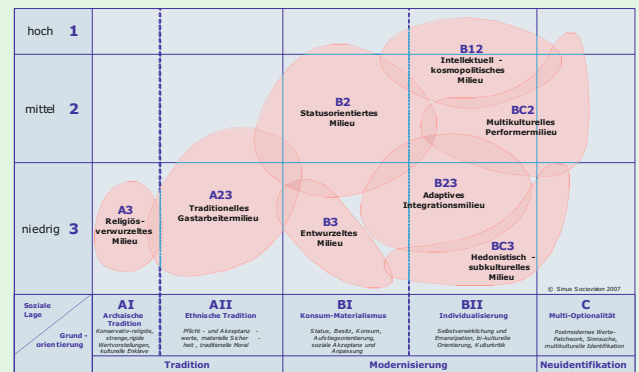 hoch 1
B12
Intellektuell -
kosmopolitisches
Milieu
mittel 2
B2
Statusorientiertes
Milieu
BC2
Multikulturelles
Performermilieu
niedrig 3
A3
Religiös-
verwurzeltes
Milieu
A23
Traditionelles
Gastarbeitermilieu
B3
Entwurzeltes
Milieu
B23
Adaptives
Integrationsmilieu
BC3
Hedonistisch -
subkulturelles
Milieu
© Sinus Sociovision 2007
Soziale
Lage
Grund -
orientierung
AI
Archaische
Tradition
Konservativ-religiös,
strenge,rigide
Wertvorstellungen,
kulturelle Enklave
AII
Ethnische Tradition
Pflicht - und Akzeptanz -
werte, materielle Sicher -
heit , traditionelle Moral
BI
Konsum-Materialismus
Status, Besitz, Konsum,
Aufstiegsorientierung,
soziale Akzeptanz und
Anpassung
BII
Individualisierung
Selbstverwirklichung und
Emanzipation, bi-kulturelle
Orientierung, Kulturkritik
C
Multi-Optionalität
Postmodernes Werte-
Patchwork, Sinnsuche,
multikulturelle Identifikation
Tradition
Modernisierung
Neuidentifikation